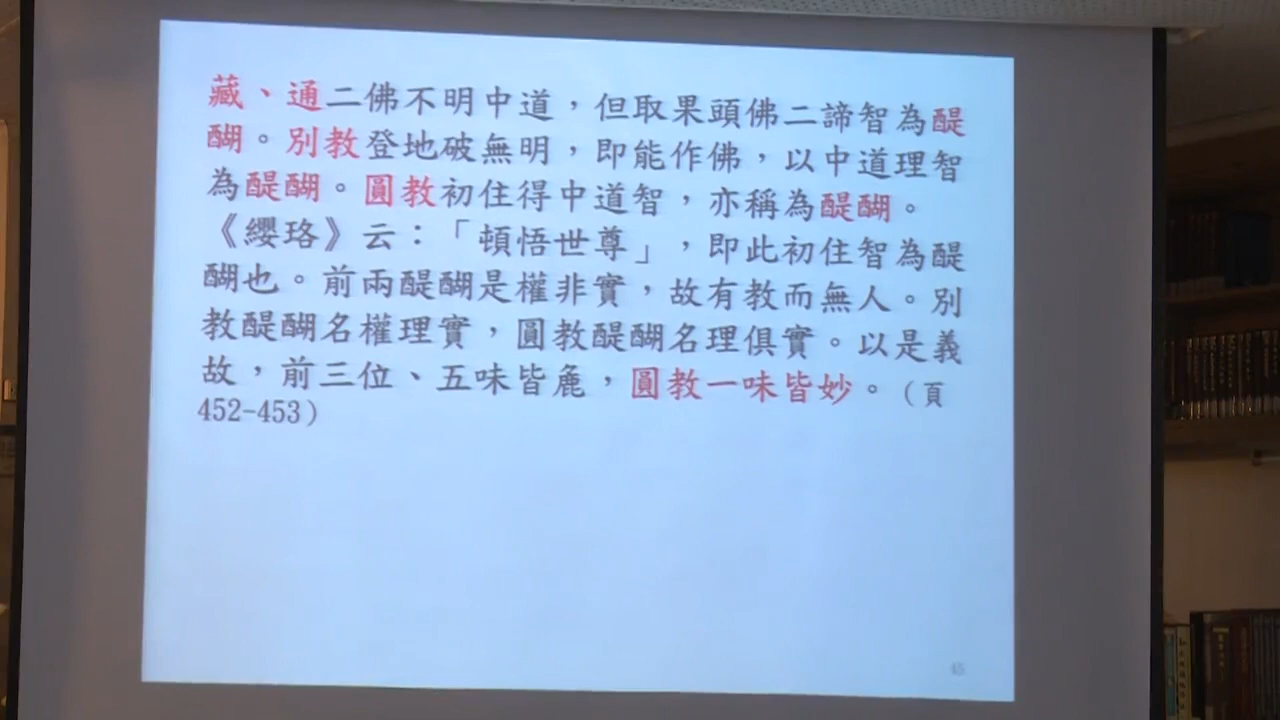 藏、通二佛不明中道，但取果頭佛二諦智為醍
醐。別教登地破無明，即能作佛，以中道理智
為醍醐。圓教初住得中道智，亦稱為醍醐。
《纓珞》云：「頓悟世尊」，即此初住智為醍
醐也。前兩醍醐是權非實，故有教而無人。別
教醍醐名權理實，圓教醍醐名理俱實。以是義
故，前三位、五味皆麁，圓教一味皆妙。（頁
452-453）
45